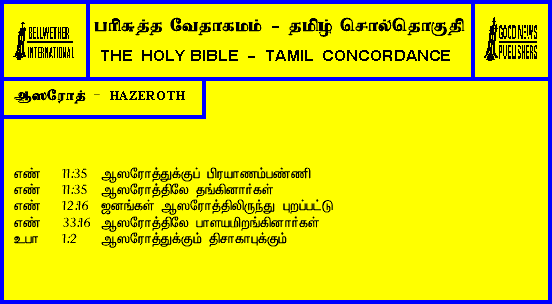 BELLWETHER
INTERNATIONAL
பரிசுத்த வேதாகமம் - தமிழ் சொல்தொகுதி
THE HOLY BIBLE - TAMIL CONCORDANCE
GOOD NEWS
PUBLISHERS
ஆஸரோத் - HAZEROTH
எண் 11:35 ஆஸரோத்துக்குப் பிரயாணம்பண்ணி
எண் 11:35 ஆஸரோத்திலே தங்கினார்கள்
எண் 12:16 ஜனங்கள் ஆஸரோத்திலிருந்து புறப்பட்டு
எண் 33:16 ஆஸரோத்திலே பாளயமிறங்கினார்கள்
உபா 1:2 ஆஸரோத்துக்கும் திசாகாபுக்கும்